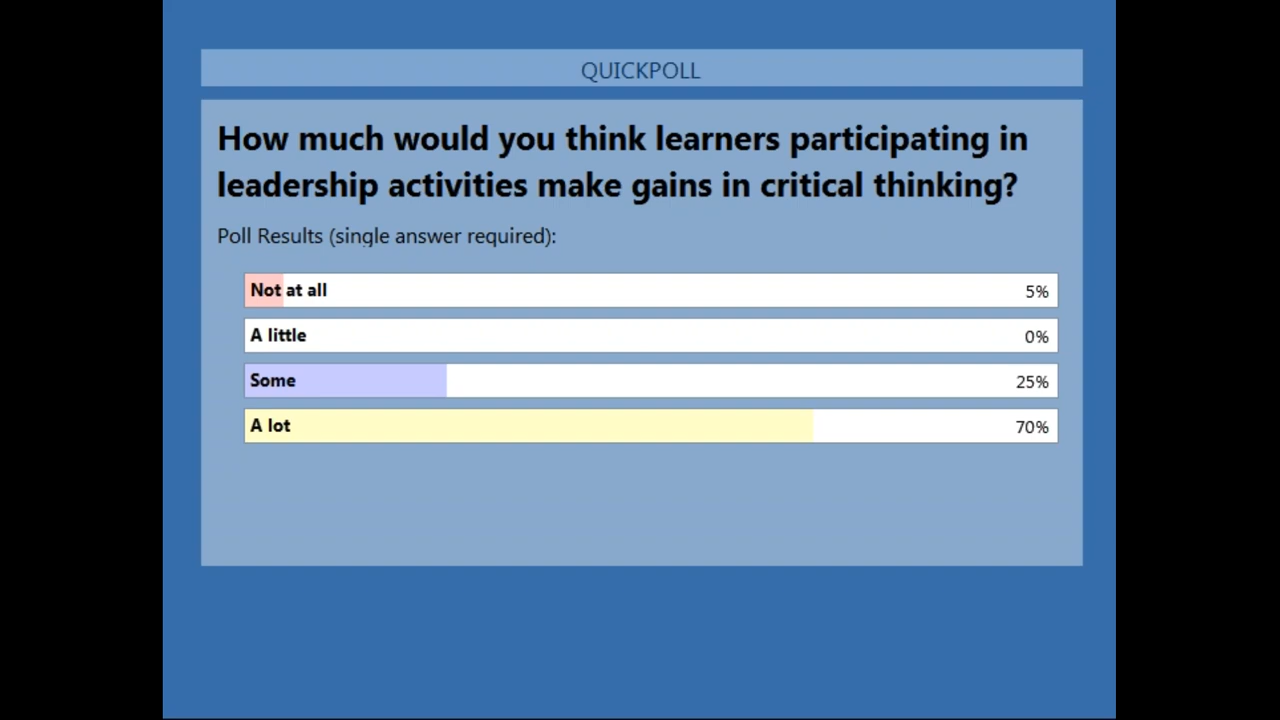 QUICKPOLL
How much would you think learners participating in
leadership activities make gains in critical thinking?
Poll Results (single answer required):
Not at all 5%
A little 0%
Some 25%
A lot 70%